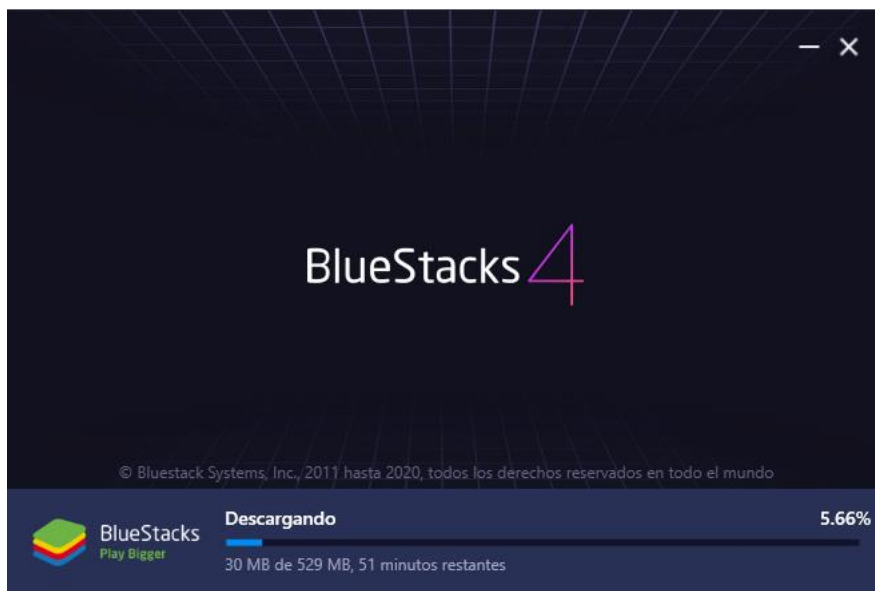 BlueStacks 4
© Bluestack Systems, Inc., 2011 hasta 2020, todos los derechos reservados en todo el mundo
BlueStacks
Play Bigger
Descargando
5.66%
30 MB de 529 MB, 51 minutos restantes